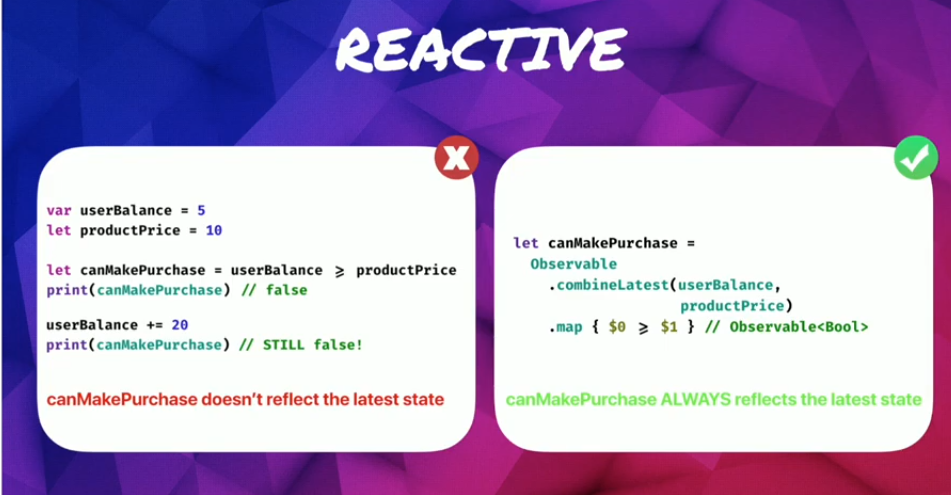 REACTIVE
X
var userBalance = 5
let productPrice = 10
let canMakePurchase = userBalance ⩾ productPrice
print(canMakePurchase) // false
userBalance += 20
print(canMakePurchase) // STILL false!
canMakePurchase doesn’t reflect the latest state
let canMakePurchase =
Observable
.combineLatest(userBalance,
productPrice)
.map { $0 ⩾ $1 } // Observable<Bool>
canMakePurchase ALWAYS reflects the latest state